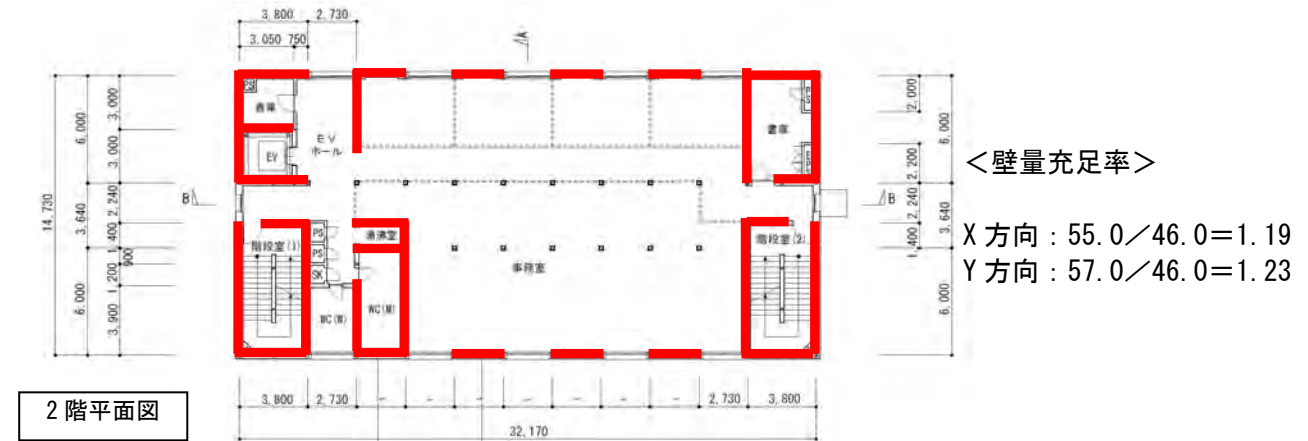 3,800 2,730
3,050 750
A
3,000
6,000
倉庫
EV
ホール
書庫
2,000
6,000
14,730
3,000
EV
2,200
<壁量充足率>
B
3,640
2,240
2,240
3,640
B
1,400
階段室(1)
PS
湯沸室
階段室(2)
1,400
X方向:55.0/46.0=1.19
900
PS
事務室
Y方向:57.0/46.0=1.23
6,000
1,200
SK
6,000
3,900
WC(W)
WC(M)
3,800 2,730
2,730 3,800
2階平面図
32,170